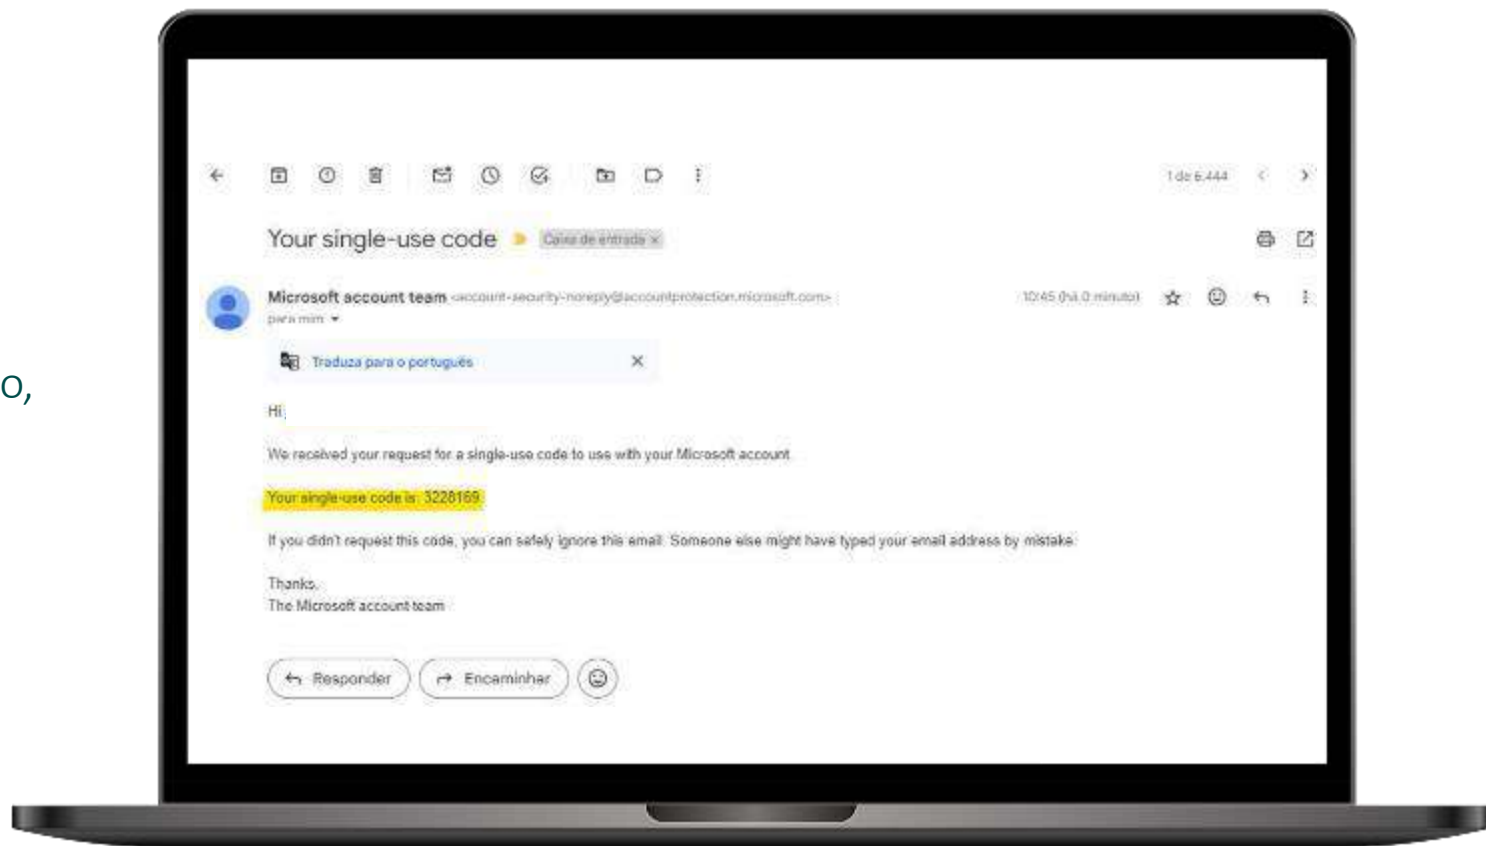 o,
1 de 6.444
Your single-use code Caixa de entrada x
Microsoft account team <account-security-noreply@accountprotection.microsoft.com> 10:45 (há 0 minuto)
para mim
Traduza para o português
Hi
We received your request for a single-use code to use with your Microsoft account
Your single-use code is: 3228169
If you didn't request this code, you can safely ignore this email. Someone else might have typed your email address by mistake.
Thanks,
The Microsoft account team
Responder Encaminhar